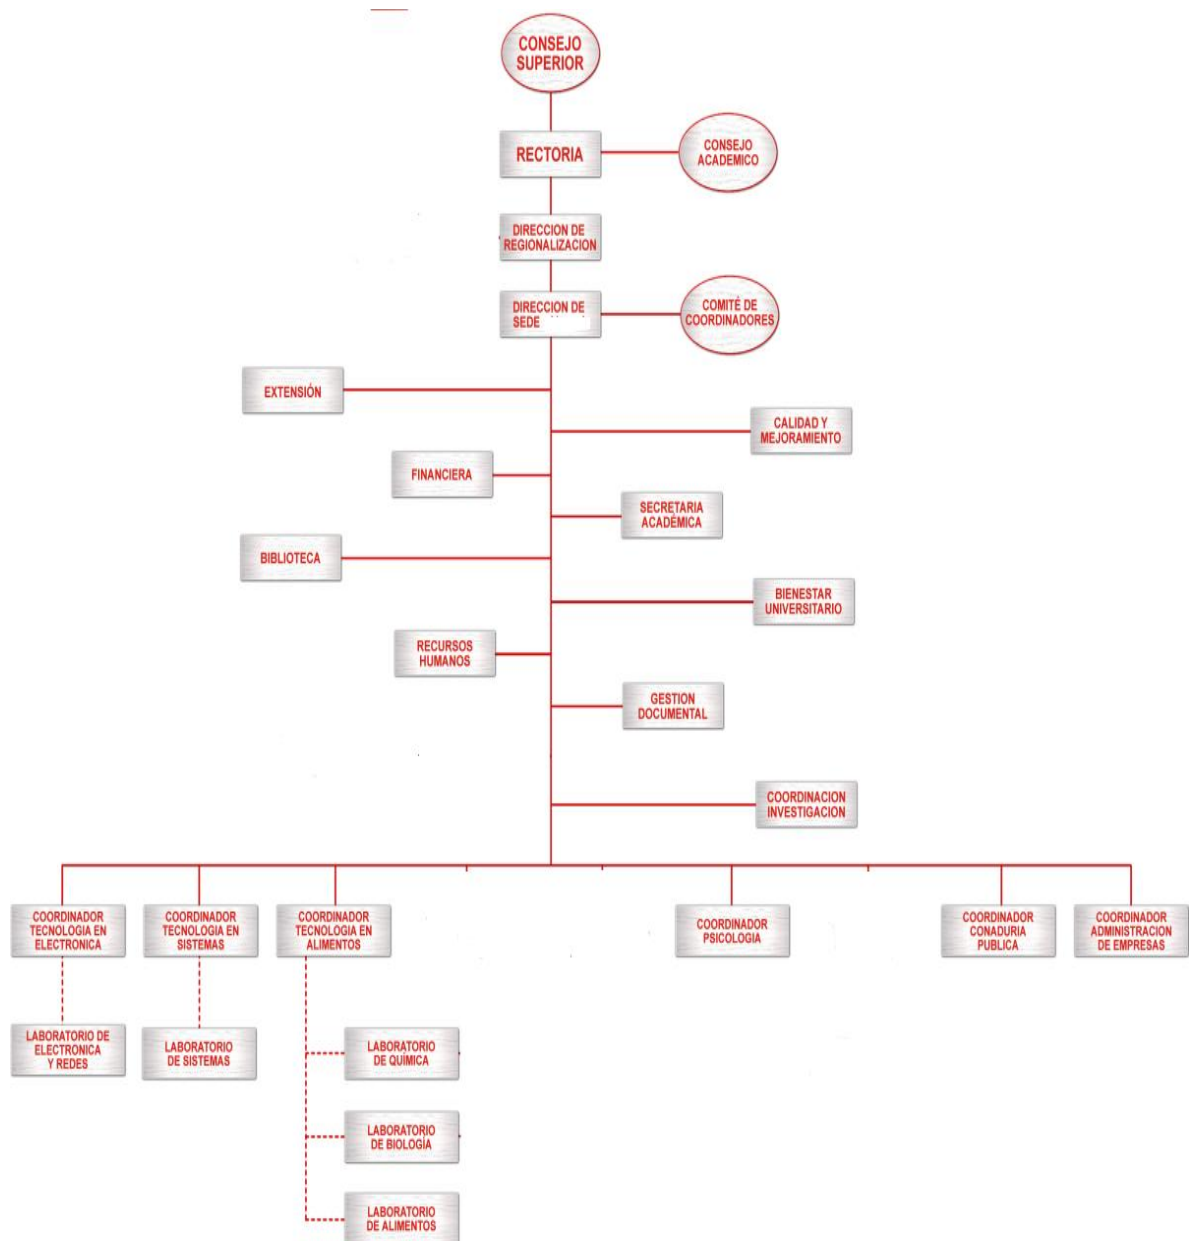 CONSEJO
SUPERIOR
RECTORIA
CONSEJO
ACADEMICO
DIRECCION DE
REGIONALIZACION
DIRECCION DE
SEDE
COMITÉ DE
COORDINADORES
EXTENSIÓN
CALIDAD Y
MEJORAMIENTO
FINANCIERA
SECRETARIA
ACADÉMICA
BIBLIOTECA
BIENESTAR
UNIVERSITARIO
RECURSOS
HUMANOS
GESTION
DOCUMENTAL
COORDINACION
INVESTIGACION
COORDINADOR
TECNOLOGIA EN
ELECTRONICA
COORDINADOR
TECNOLOGIA EN
SISTEMAS
COORDINADOR
TECNOLOGIA EN
ALIMENTOS
COORDINADOR
PSICOLOGIA
COORDINADOR
CONADURIA
PUBLICA
COORDINADOR
ADMINISTRACION
DE EMPRESAS
LABORATORIO DE
ELECTRONICA
Y REDES
LABORATORIO
DE SISTEMAS
LABORATORIO
DE QUÍMICA
LABORATORIO
DE BIOLOGÍA
LABORATORIO
DE ALIMENTOS